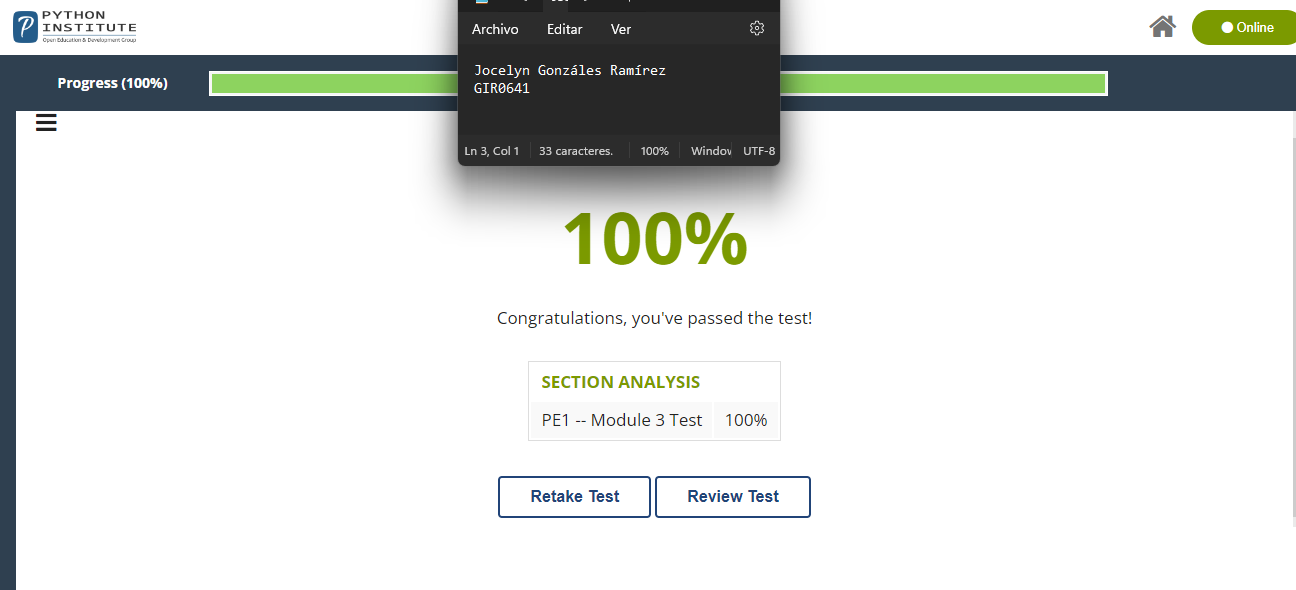 PYTHON
INSTITUTE
Open Education & Development Group
Online
Archivo Editar Ver
Progress (100%)
Jocelyn Gonzáles Ramírez
GIR0641
Ln 3, Col 1 33 caracteres. 100% Window UTF-8
100%
Congratulations, you've passed the test!
SECTION ANALYSIS
PE1 -- Module 3 Test 100%
Retake Test Review Test